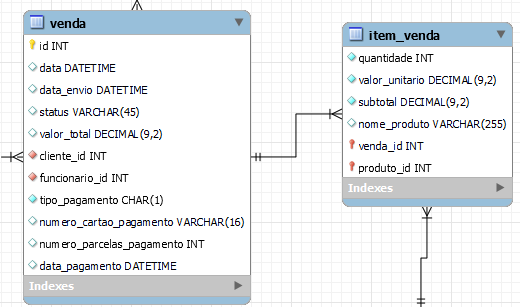 venda
id INT
data DATETIME
data_envio DATETIME
status VARCHAR(45)
valor_total DECIMAL(9,2)
cliente_id INT
funcionario_id INT
tipo_pagamento CHAR(1)
numero_cartao_pagamento VARCHAR(16)
numero_parcelas_pagamento INT
data_pagamento DATETIME
Indexes
item_venda
quantidade INT
valor_unitario DECIMAL(9,2)
subtotal DECIMAL(9,2)
nome_produto VARCHAR(255)
venda_id INT
produto_id INT
Indexes